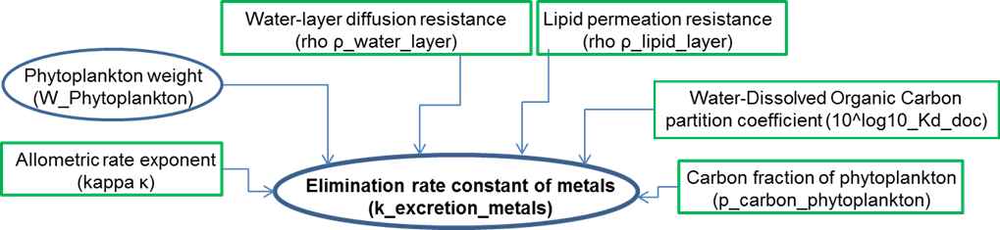 Water-layer diffusion resistance
(rho ρ_water_layer)
Lipid permeation resistance
(rho ρ_lipid_layer)
Phytoplankton weight
(W_Phytoplankton)
Water-Dissolved Organic Carbon
partition coefficient (10^log10_Kd_doc)
Allometric rate exponent
(kappa κ)
Elimination rate constant of metals
(k_excretion_metals)
Carbon fraction of phytoplankton
(p_carbon_phytoplankton)